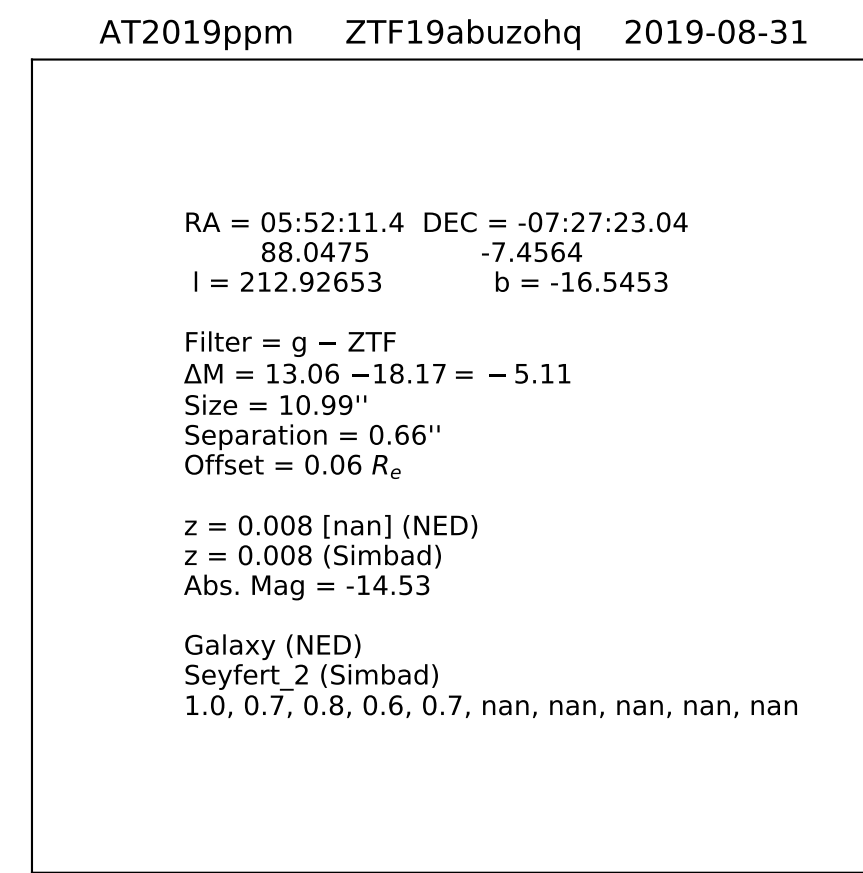 AT2019ppm ZTF19abuzohq 2019-08-31
RA = 05:52:11.4 DEC = -07:27:23.04
88.0475 -7.4564
l = 212.92653 b = -16.5453
Filter = g − ZTF
ΔM = 13.06 −18.17 = −5.11
Size = 10.99''
Separation = 0.66''
Offset = 0.06 Re
z = 0.008 [nan] (NED)
z = 0.008 (Simbad)
Abs. Mag = -14.53
Galaxy (NED)
Seyfert_2 (Simbad)
1.0, 0.7, 0.8, 0.6, 0.7, nan, nan, nan, nan, nan